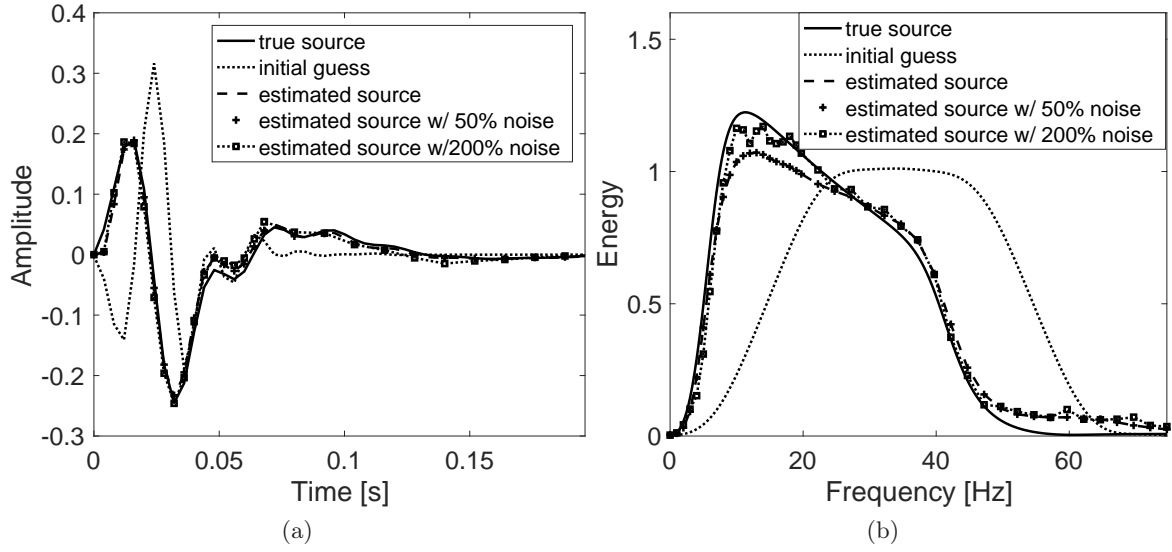 0.4
0.3
0.2
0.1
0
-0.1
-0.2
-0.3
Amplitude
true source
initial guess
estimated source
estimated source w/ 50% noise
estimated source w/200% noise
0
0.05
0.1
0.15
Time [s]
(a)
1.5
1
0.5
0
Energy
true source
initial guess
estimated source
estimated source w/ 50% noise
estimated source w/ 200% noise
0
20
40
60
Frequency [Hz]
(b)